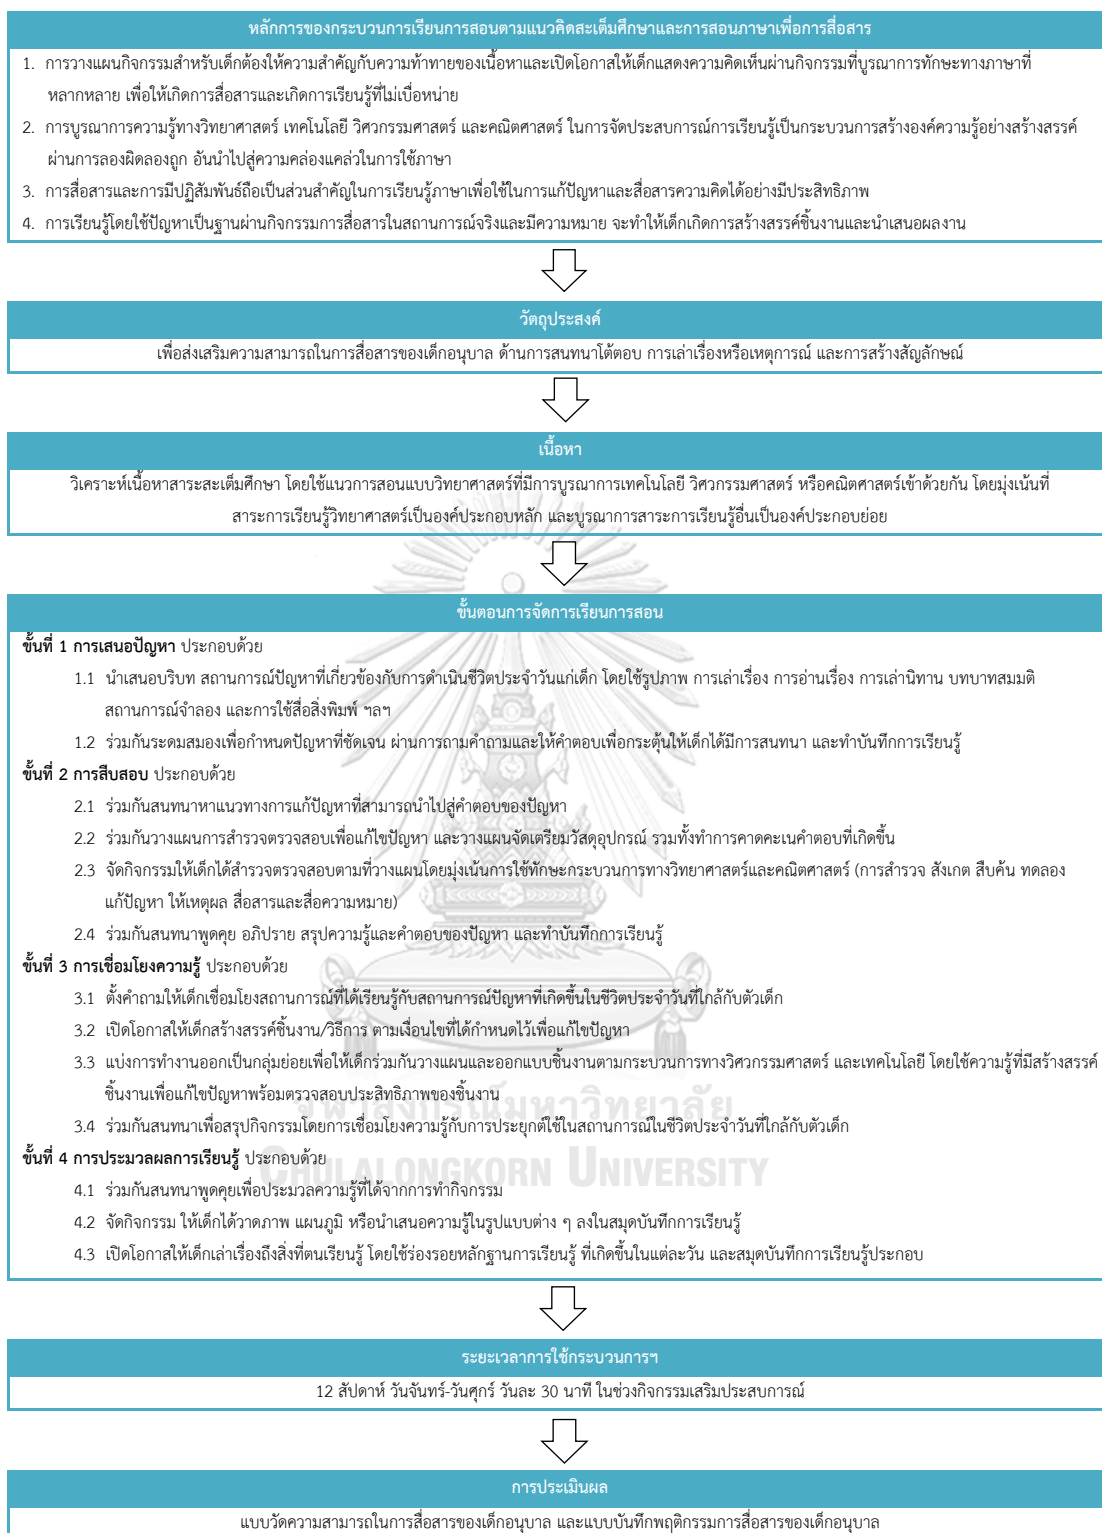 หลักการของกระบวนการเรียนการสอนตามแนวคิดสะเต็มศึกษาและการสอนภาษาเพื่อการสื่อสาร
1. การวางแผนกิจกรรมสำหรับเด็กต้องให้ความสำคัญกับความท้าทายของเนื้อหาและเปิดโอกาสให้เด็กแสดงความคิดเห็นผ่านกิจกรรมที่บูรณาการทักษะทางภาษาที่
หลากหลาย เพื่อให้เกิดการสื่อสารและเกิดการเรียนรู้ที่ไม่เบื่อหน่าย
2. การบูรณาการความรู้ทางวิทยาศาสตร์ เทคโนโลยี วิศวกรรมศาสตร์ และคณิตศาสตร์ ในการจัดประสบการณ์การเรียนรู้เป็นกระบวนการสร้างองค์ความรู้อย่างสร้างสรรค์
ผ่านการลองผิดลองถูก อันนำไปสู่ความคล่องแคล่วในการใช้ภาษา
3. การสื่อสารและการมีปฏิสัมพันธ์ถือเป็นส่วนสำคัญในการเรียนรู้ภาษาเพื่อใช้ในการแก้ปัญหาและสื่อสารความคิดได้อย่างมีประสิทธิภาพ
4. การเรียนรู้โดยใช้ปัญหาเป็นฐานผ่านกิจกรรมการสื่อสารในสถานการณ์จริงและมีความหมาย จะทำให้เด็กเกิดการสร้างสรรค์ชิ้นงานและนำเสนอผลงาน
วัตถุประสงค์
เพื่อส่งเสริมความสามารถในการสื่อสารของเด็กอนุบาล ด้านการสนทนาโต้ตอบ การเล่าเรื่องหรือเหตุการณ์ และการสร้างสัญลักษณ์
เนื้อหา
วิเคราะห์เนื้อหาสาระสะเต็มศึกษา โดยใช้แนวการสอนแบบวิทยาศาสตร์ที่มีการบูรณาการเทคโนโลยี วิศวกรรมศาสตร์ หรือคณิตศาสตร์เข้าด้วยกัน โดยมุ่งเน้นที่
สาระการเรียนรู้วิทยาศาสตร์เป็นองค์ประกอบหลัก และบูรณาการสาระการเรียนรู้อื่นเป็นองค์ประกอบย่อย
ขั้นตอนการจัดการเรียนการสอน
ขั้นที่ 1 การเสนอปัญหา ประกอบด้วย
1.1 นำเสนอบริบท สถานการณ์ปัญหาที่เกี่ยวข้องกับการดำเนินชีวิตประจำวันแก่เด็ก โดยใช้รูปภาพ การเล่าเรื่อง การอ่านเรื่อง การเล่านิทาน บทบาทสมมติ
สถานการณ์จำลอง และการใช้สื่อสิ่งพิมพ์ ฯลฯ
1.2 ร่วมกันระดมสมองเพื่อกำหนดปัญหาที่ชัดเจน ผ่านการถามคำถามและให้คำตอบเพื่อกระตุ้นให้เด็กได้มีการสนทนา และทำบันทึกการเรียนรู้
ขั้นที่ 2 การสืบสอบ ประกอบด้วย
2.1 ร่วมกันสนทนาหาแนวทางการแก้ปัญหาที่สามารถนำไปสู่คำตอบของปัญหา
2.2 ร่วมกันวางแผนการสำรวจตรวจสอบเพื่อแก้ไขปัญหา และวางแผนจัดเตรียมวัสดุอุปกรณ์ รวมทั้งทำการคาดคะเนคำตอบที่เกิดขึ้น
2.3 จัดกิจกรรมให้เด็กได้สำรวจตรวจสอบตามที่วางแผนโดยมุ่งเน้นการใช้ทักษะกระบวนการทางวิทยาศาสตร์และคณิตศาสตร์ (การสำรวจ สังเกต สืบค้น ทดลอง
แก้ปัญหา ให้เหตุผล สื่อสารและสื่อความหมาย)
2.4 ร่วมกันสนทนาพูดคุย อภิปราย สรุปความรู้และคำตอบของปัญหา และทำบันทึกการเรียนรู้
ขั้นที่ 3 การเชื่อมโยงความรู้ ประกอบด้วย
3.1 ตั้งคำถามให้เด็กเชื่อมโยงสถานการณ์ที่ได้เรียนรู้กับสถานการณ์ปัญหาที่เกิดขึ้นในชีวิตประจำวันที่ใกล้กับตัวเด็ก
3.2 เปิดโอกาสให้เด็กสร้างสรรค์ชิ้นงาน/วิธีการ ตามเงื่อนไขที่ได้กำหนดไว้เพื่อแก้ไขปัญหา
3.3 แบ่งการทำงานออกเป็นกลุ่มย่อยเพื่อให้เด็กร่วมกันวางแผนและออกแบบชิ้นงานตามกระบวนการทางวิศวกรรมศาสตร์ และเทคโนโลยี โดยใช้ความรู้ที่มีสร้างสรรค์
ชิ้นงานเพื่อแก้ไขปัญหาพร้อมตรวจสอบประสิทธิภาพของชิ้นงาน
จุฬาลงกรณ์มหาวิทยาลัย
3.4 ร่วมกันสนทนาเพื่อสรุปกิจกรรมโดยการเชื่อมโยงความรู้กับการประยุกต์ใช้ในสถานการณ์ในชีวิตประจำวันที่ใกล้กับตัวเด็ก
ขั้นที่ 4 การประมวลผลการเรียนรู้ ประกอบด้วย
CHULALONGKORN UNIVERSITY
4.1 ร่วมกันสนทนาพูดคุยเพื่อประมวลความรู้ที่ได้จากการทำกิจกรรม
4.2 จัดกิจกรรม ให้เด็กได้วาดภาพ แผนภูมิ หรือนำเสนอความรู้ในรูปแบบต่าง ๆ ลงในสมุดบันทึกการเรียนรู้
4.3 เปิดโอกาสให้เด็กเล่าเรื่องถึงสิ่งที่ตนเรียนรู้ โดยใช้ร่องรอยหลักฐานการเรียนรู้ ที่เกิดขึ้นในแต่ละวัน และสมุดบันทึกการเรียนรู้ประกอบ
ระยะเวลาการใช้กระบวนการฯ
12 สัปดาห์ วันจันทร์-วันศุกร์ วันละ 30 นาที ในช่วงกิจกรรมเสริมประสบการณ์
การประเมินผล
แบบวัดความสามารถในการสื่อสารของเด็กอนุบาล และแบบบันทึกพฤติกรรมการสื่อสารของเด็กอนุบาล